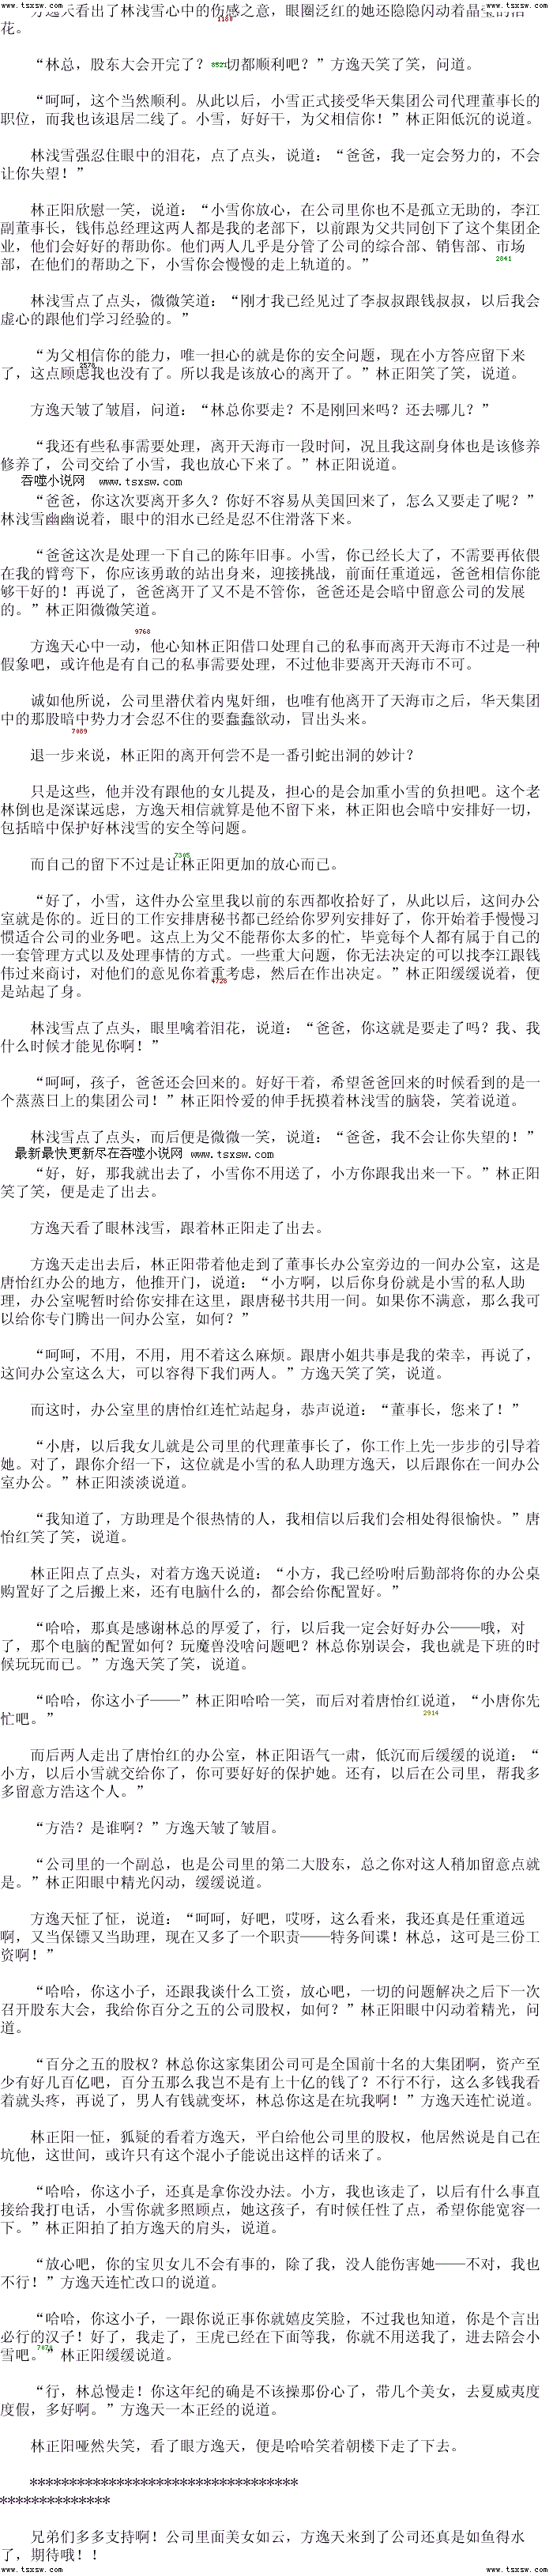 www.tsxsw.com www.tsxsw.com
方逸天看出了林浅雪心中的伤感之意，眼圈泛红的她还隐隐闪动着晶莹的泪
花。
1188
“林总，股东大会开完了？一切都顺利吧？”方逸天笑了笑，问道。
8521
“呵呵，这个当然顺利。从此以后，小雪正式接受华天集团公司代理董事长的
职位，而我也该退居二线了。小雪，好好干，为父相信你！”林正阳低沉的说道。
林浅雪强忍住眼中的泪花，点了点头，说道：“爸爸，我一定会努力的，不会
让你失望！”
林正阳欣慰一笑，说道：“小雪你放心，在公司里你也不是孤立无助的，李江
副董事长，钱伟总经理这两人都是我的老部下，以前跟为父共同创下了这个集团企
业，他们会好好的帮助你。他们两人几乎是分管了公司的综合部、销售部、市场
部，在他们的帮助之下，小雪你会慢慢的走上轨道的。”
2841
林浅雪点了点头，微微笑道：“刚才我已经见过了李叔叔跟钱叔叔，以后我会
虚心的跟他们学习经验的。”
“为父相信你的能力，唯一担心的就是你的安全问题，现在小方答应留下来
了，这点顾虑我也没有了。所以我是该放心的离开了。”林正阳笑了笑，说道。
2578
方逸天皱了皱眉，问道：“林总你要走？不是刚回来吗？还去哪儿？”
“我还有些私事需要处理，离开天海市一段时间，况且我这副身体也是该修养
修养了，公司交给了小雪，我也放心下来了。”林正阳说道。
吞噬小说网 www.tsxsw.com
“爸爸，你这次要离开多久？你好不容易从美国回来了，怎么又要走了呢？”
林浅雪幽幽说着，眼中的泪水已经是忍不住滑落下来。
“爸爸这次是处理一下自己的陈年旧事。小雪，你已经长大了，不需要再依偎
在我的臂弯下，你应该勇敢的站出身来，迎接挑战，前面任重道远，爸爸相信你能
够干好的！再说了，爸爸离开了又不是不管你，爸爸还是会暗中留意公司的发展
的。”林正阳微微笑道。
9768
方逸天心中一动，他心知林正阳借口处理自己的私事而离开天海市不过是一种
假象吧，或许他是有自己的私事需要处理，不过他非要离开天海市不可。
诚如他所说，公司里潜伏着内鬼奸细，也唯有他离开了天海市之后，华天集团
中的那股暗中势力才会忍不住的要蠢蠢欲动，冒出头来。
7089
退一步来说，林正阳的离开何尝不是一番引蛇出洞的妙计？
只是这些，他并没有跟他的女儿提及，担心的是会加重小雪的负担吧。这个老
林倒也是深谋远虑，方逸天相信就算是他不留下来，林正阳也会暗中安排好一切，
包括暗中保护好林浅雪的安全等问题。
7305
而自己的留下不过是让林正阳更加的放心而已。
“好了，小雪，这件办公室里我以前的东西都收拾好了，从此以后，这间办公
室就是你的。近日的工作安排唐秘书都已经给你罗列安排好了，你开始着手慢慢习
惯适合公司的业务吧。这点上为父不能帮你太多的忙，毕竟每个人都有属于自己的
一套管理方式以及处理事情的方式。一些重大问题，你无法决定的可以找李江跟钱
伟过来商讨，对他们的意见你着重考虑，然后在作出决定。”林正阳缓缓说着，便
是站起了身。
4728
林浅雪点了点头，眼里噙着泪花，说道：“爸爸，你这就是要走了吗？我、我
什么时候才能见你啊！”
“呵呵，孩子，爸爸还会回来的。好好干着，希望爸爸回来的时候看到的是一
个蒸蒸日上的集团公司！”林正阳怜爱的伸手抚摸着林浅雪的脑袋，笑着说道。
林浅雪点了点头，而后便是微微一笑，说道：“爸爸，我不会让你失望的！”
最新最快更新尽在吞噬小说网 www.tsxsw.com
“好，好，那我就出去了，小雪你不用送了，小方你跟我出来一下。”林正阳
笑了笑，便是走了出去。
方逸天看了眼林浅雪，跟着林正阳走了出去。
方逸天走出去后，林正阳带着他走到了董事长办公室旁边的一间办公室，这是
唐怡红办公的地方，他推开门，说道：“小方啊，以后你身份就是小雪的私人助
理，办公室呢暂时给你安排在这里，跟唐秘书共用一间。如果你不满意，那么我可
以给你专门腾出一间办公室，如何？”
“呵呵，不用，不用，用不着这么麻烦。跟唐小姐共事是我的荣幸，再说了，
这间办公室这么大，可以容得下我们两人。”方逸天笑了笑，说道。
而这时，办公室里的唐怡红连忙站起身，恭声说道：“董事长，您来了！”
“小唐，以后我女儿就是公司里的代理董事长了，你工作上先一步步的引导着
她。对了，跟你介绍一下，这位就是小雪的私人助理方逸天，以后跟你在一间办公
室办公。”林正阳淡淡说道。
“我知道了，方助理是个很热情的人，我相信以后我们会相处得很愉快。”唐
怡红笑了笑，说道。
林正阳点了点头，对着方逸天说道：“小方，我已经吩咐后勤部将你的办公桌
购置好了之后搬上来，还有电脑什么的，都会给你配置好。”
“哈哈，那真是感谢林总的厚爱了，行，以后我一定会好好办公——哦，对
了，那个电脑的配置如何？玩魔兽没啥问题吧？林总你别误会，我也就是下班的时
候玩玩而已。”方逸天笑了笑，说道。
“哈哈，你这小子——”林正阳哈哈一笑，而后对着唐怡红说道，“小唐你先
忙吧。”
2914
而后两人走出了唐怡红的办公室，林正阳语气一肃，低沉而后缓缓的说道：“
小方，以后小雪就交给你了，你可要好好的保护她。还有，以后在公司里，帮我多
多留意方浩这个人。”
“方浩？是谁啊？”方逸天皱了皱眉。
“公司里的一个副总，也是公司里的第二大股东，总之你对这人稍加留意点就
是。”林正阳眼中精光闪动，缓缓说道。
方逸天怔了怔，说道：“呵呵，好吧，哎呀，这么看来，我还真是任重道远
啊，又当保镖又当助理，现在又多了一个职责——特务间谍！林总，这可是三份工
资啊！”
“哈哈，你这小子，还跟我谈什么工资，放心吧，一切的问题解决之后下一次
召开股东大会，我给你百分之五的公司股权，如何？”林正阳眼中闪动着精光，问
道。
“百分之五的股权？林总你这家集团公司可是全国前十名的大集团啊，资产至
少有好几百亿吧，百分五那么我岂不是有上十亿的钱了？不行不行，这么多钱我看
着就头疼，再说了，男人有钱就变坏，林总你这是在坑我啊！”方逸天连忙说道。
林正阳一怔，狐疑的看着方逸天，平白给他公司里的股权，他居然说是自己在
坑他，这世间，或许只有这个混小子能说出这样的话来了。
“哈哈，你这小子，还真是拿你没办法。小方，我也该走了，以后有什么事直
接给我打电话，小雪你就多照顾点，她这孩子，有时候任性了点，希望你能宽容一
下。”林正阳拍了拍方逸天的肩头，说道。
“放心吧，你的宝贝女儿不会有事的，除了我，没人能伤害她——不对，我也
不行！”方逸天连忙改口的说道。
“哈哈，你这小子，一跟你说正事你就嬉皮笑脸，不过我也知道，你是个言出
必行的汉子！好了，我走了，王虎已经在下面等我，你就不用送我了，进去陪会小
雪吧。”林正阳缓缓说道。
“行，林总慢走！你这年纪的确是不该操那份心了，带几个美女，去夏威夷度
度假，多好啊。”方逸天一本正经的说道。
林正阳哑然失笑，看了眼方逸天，便是哈哈笑着朝楼下走了下去。
**********************************
**************
兄弟们多多支持啊！公司里面美女如云，方逸天来到了公司还真是如鱼得水
了，期待哦！！
www.tsxsw.com www.tsxsw.com